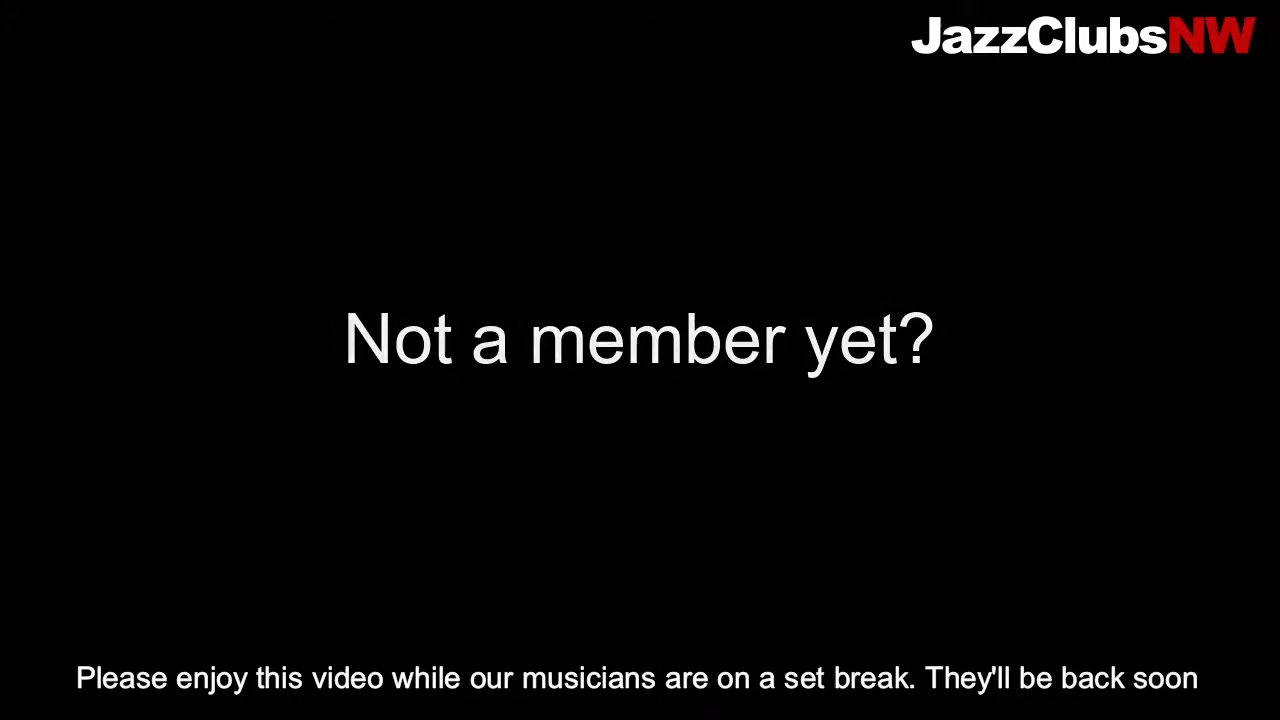 JazzClubsNW
Not a member yet?
Please enjoy this video while our musicians are on a set break. They'll be back soon